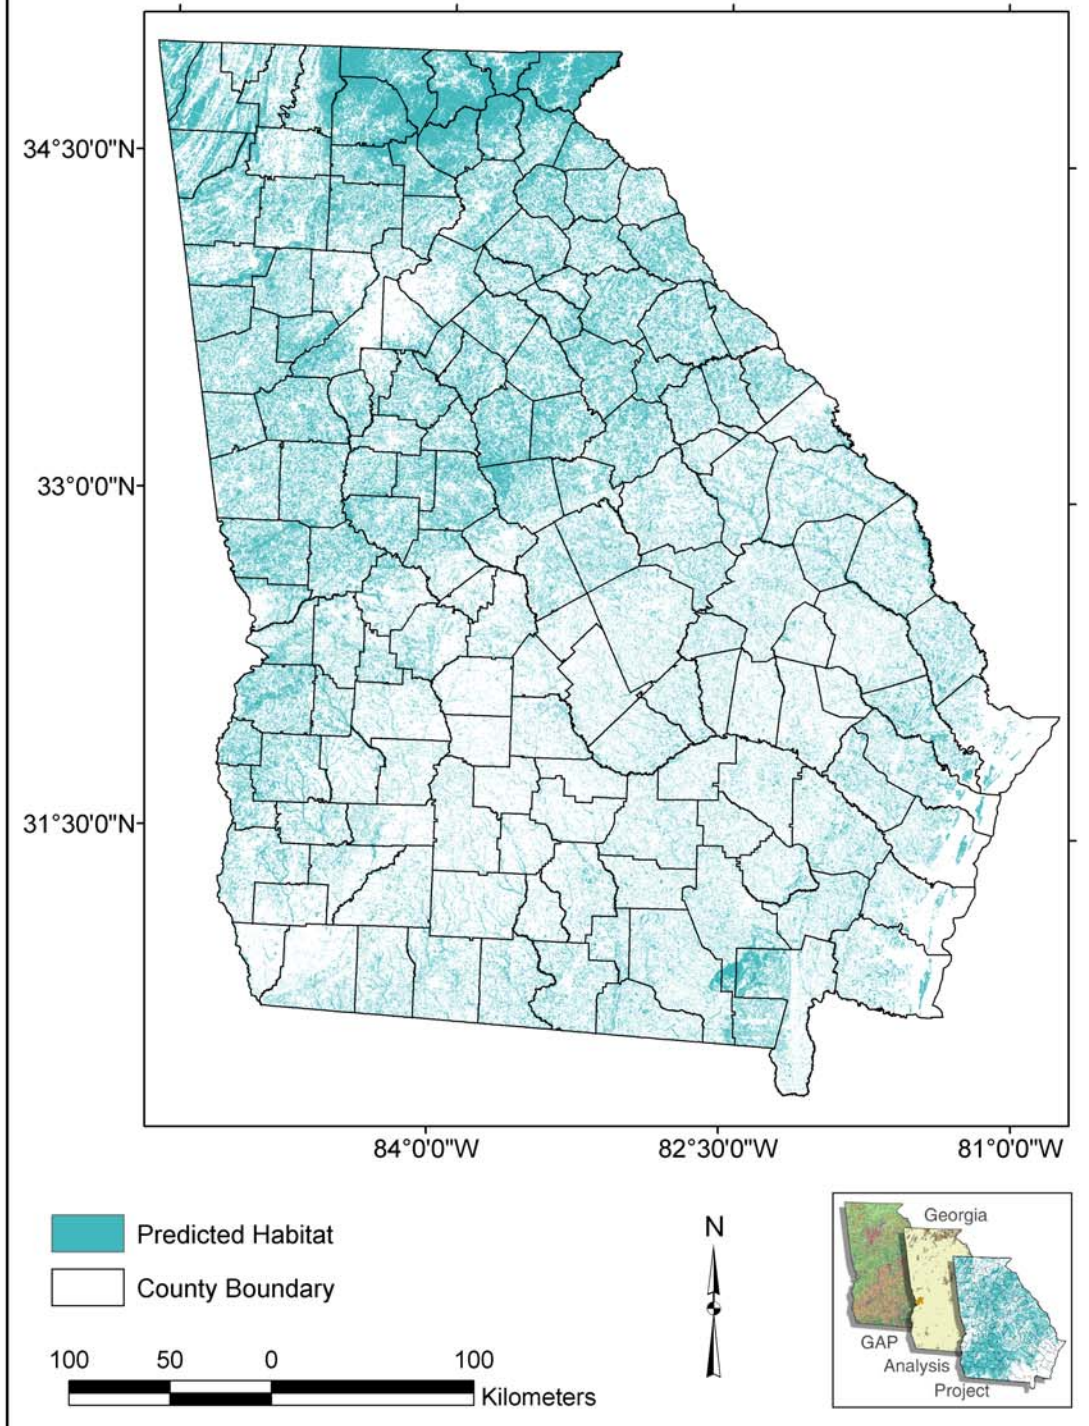 34°30'0"N
33°0'0"N
31°30'0"N
84°0'0"W
82°30'0"W
81°0'0"W
Predicted Habitat
County Boundary
100
50
0
100
Kilometers
N
Georgia
GAP
Analysis
Project